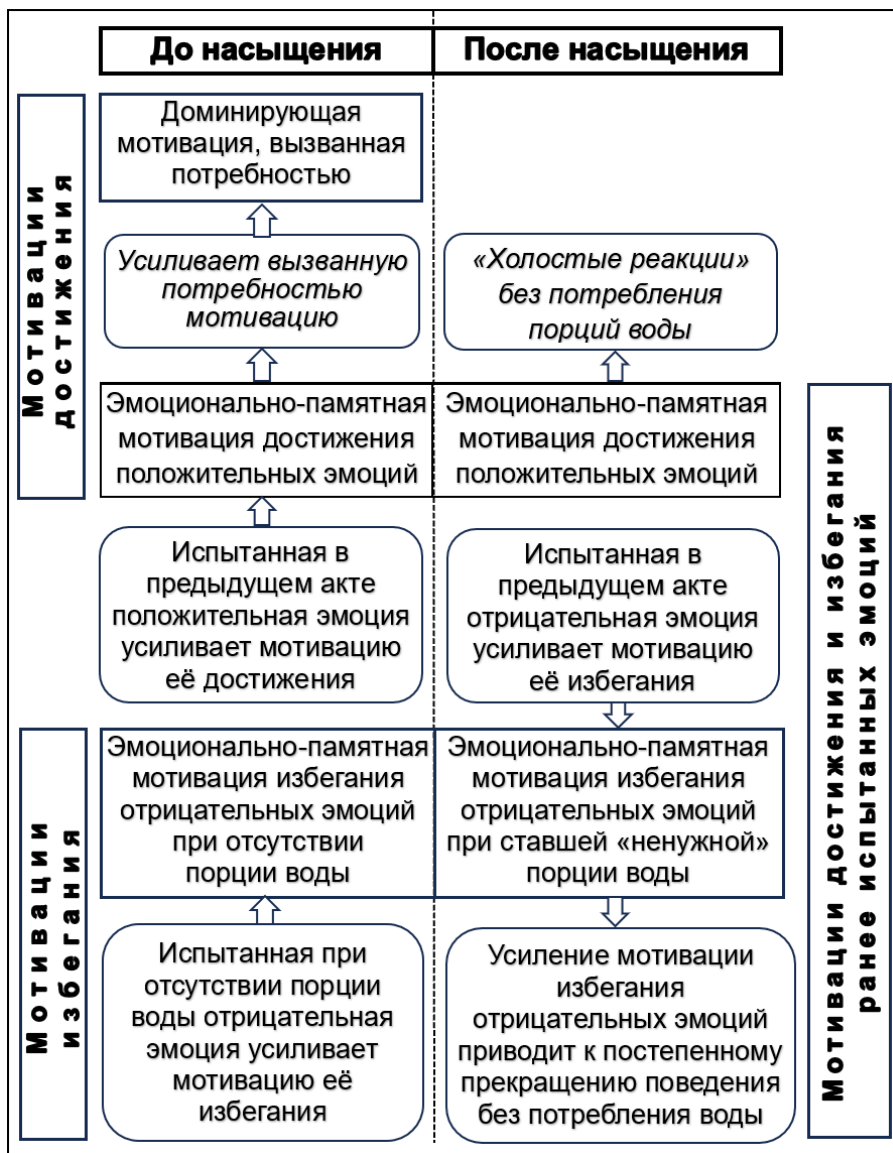 До насыщения
После насыщения
Мотивации
достижения
Доминирующая
мотивация, вызванная
потребностью
Усиливает вызванную
потребностью
мотивацию
«Холостые реакции»
без потребления
порций воды
Эмоционально-памятная
мотивация достижения
положительных эмоций
Эмоционально-памятная
мотивация достижения
положительных эмоций
Испытанная в
предыдущем акте
положительная эмоция
усиливает мотивацию
её достижения
Испытанная в
предыдущем акте
отрицательная эмоция
усиливает мотивацию
её избегания
Мотивации
избегания
Эмоционально-памятная
мотивация избегания
отрицательных эмоций
при отсутствии
порции воды
Эмоционально-памятная
мотивация избегания
отрицательных эмоций
при ставшей «ненужной»
порции воды
Испытанная при
отсутствии порции
воды отрицательная
эмоция усиливает
мотивацию её
избегания
Усиление мотивации
избегания
отрицательных эмоций
приводит к постепенному
прекращению поведения
без потребления воды
Мотивации достижения и избегания
ранее испытанных эмоций